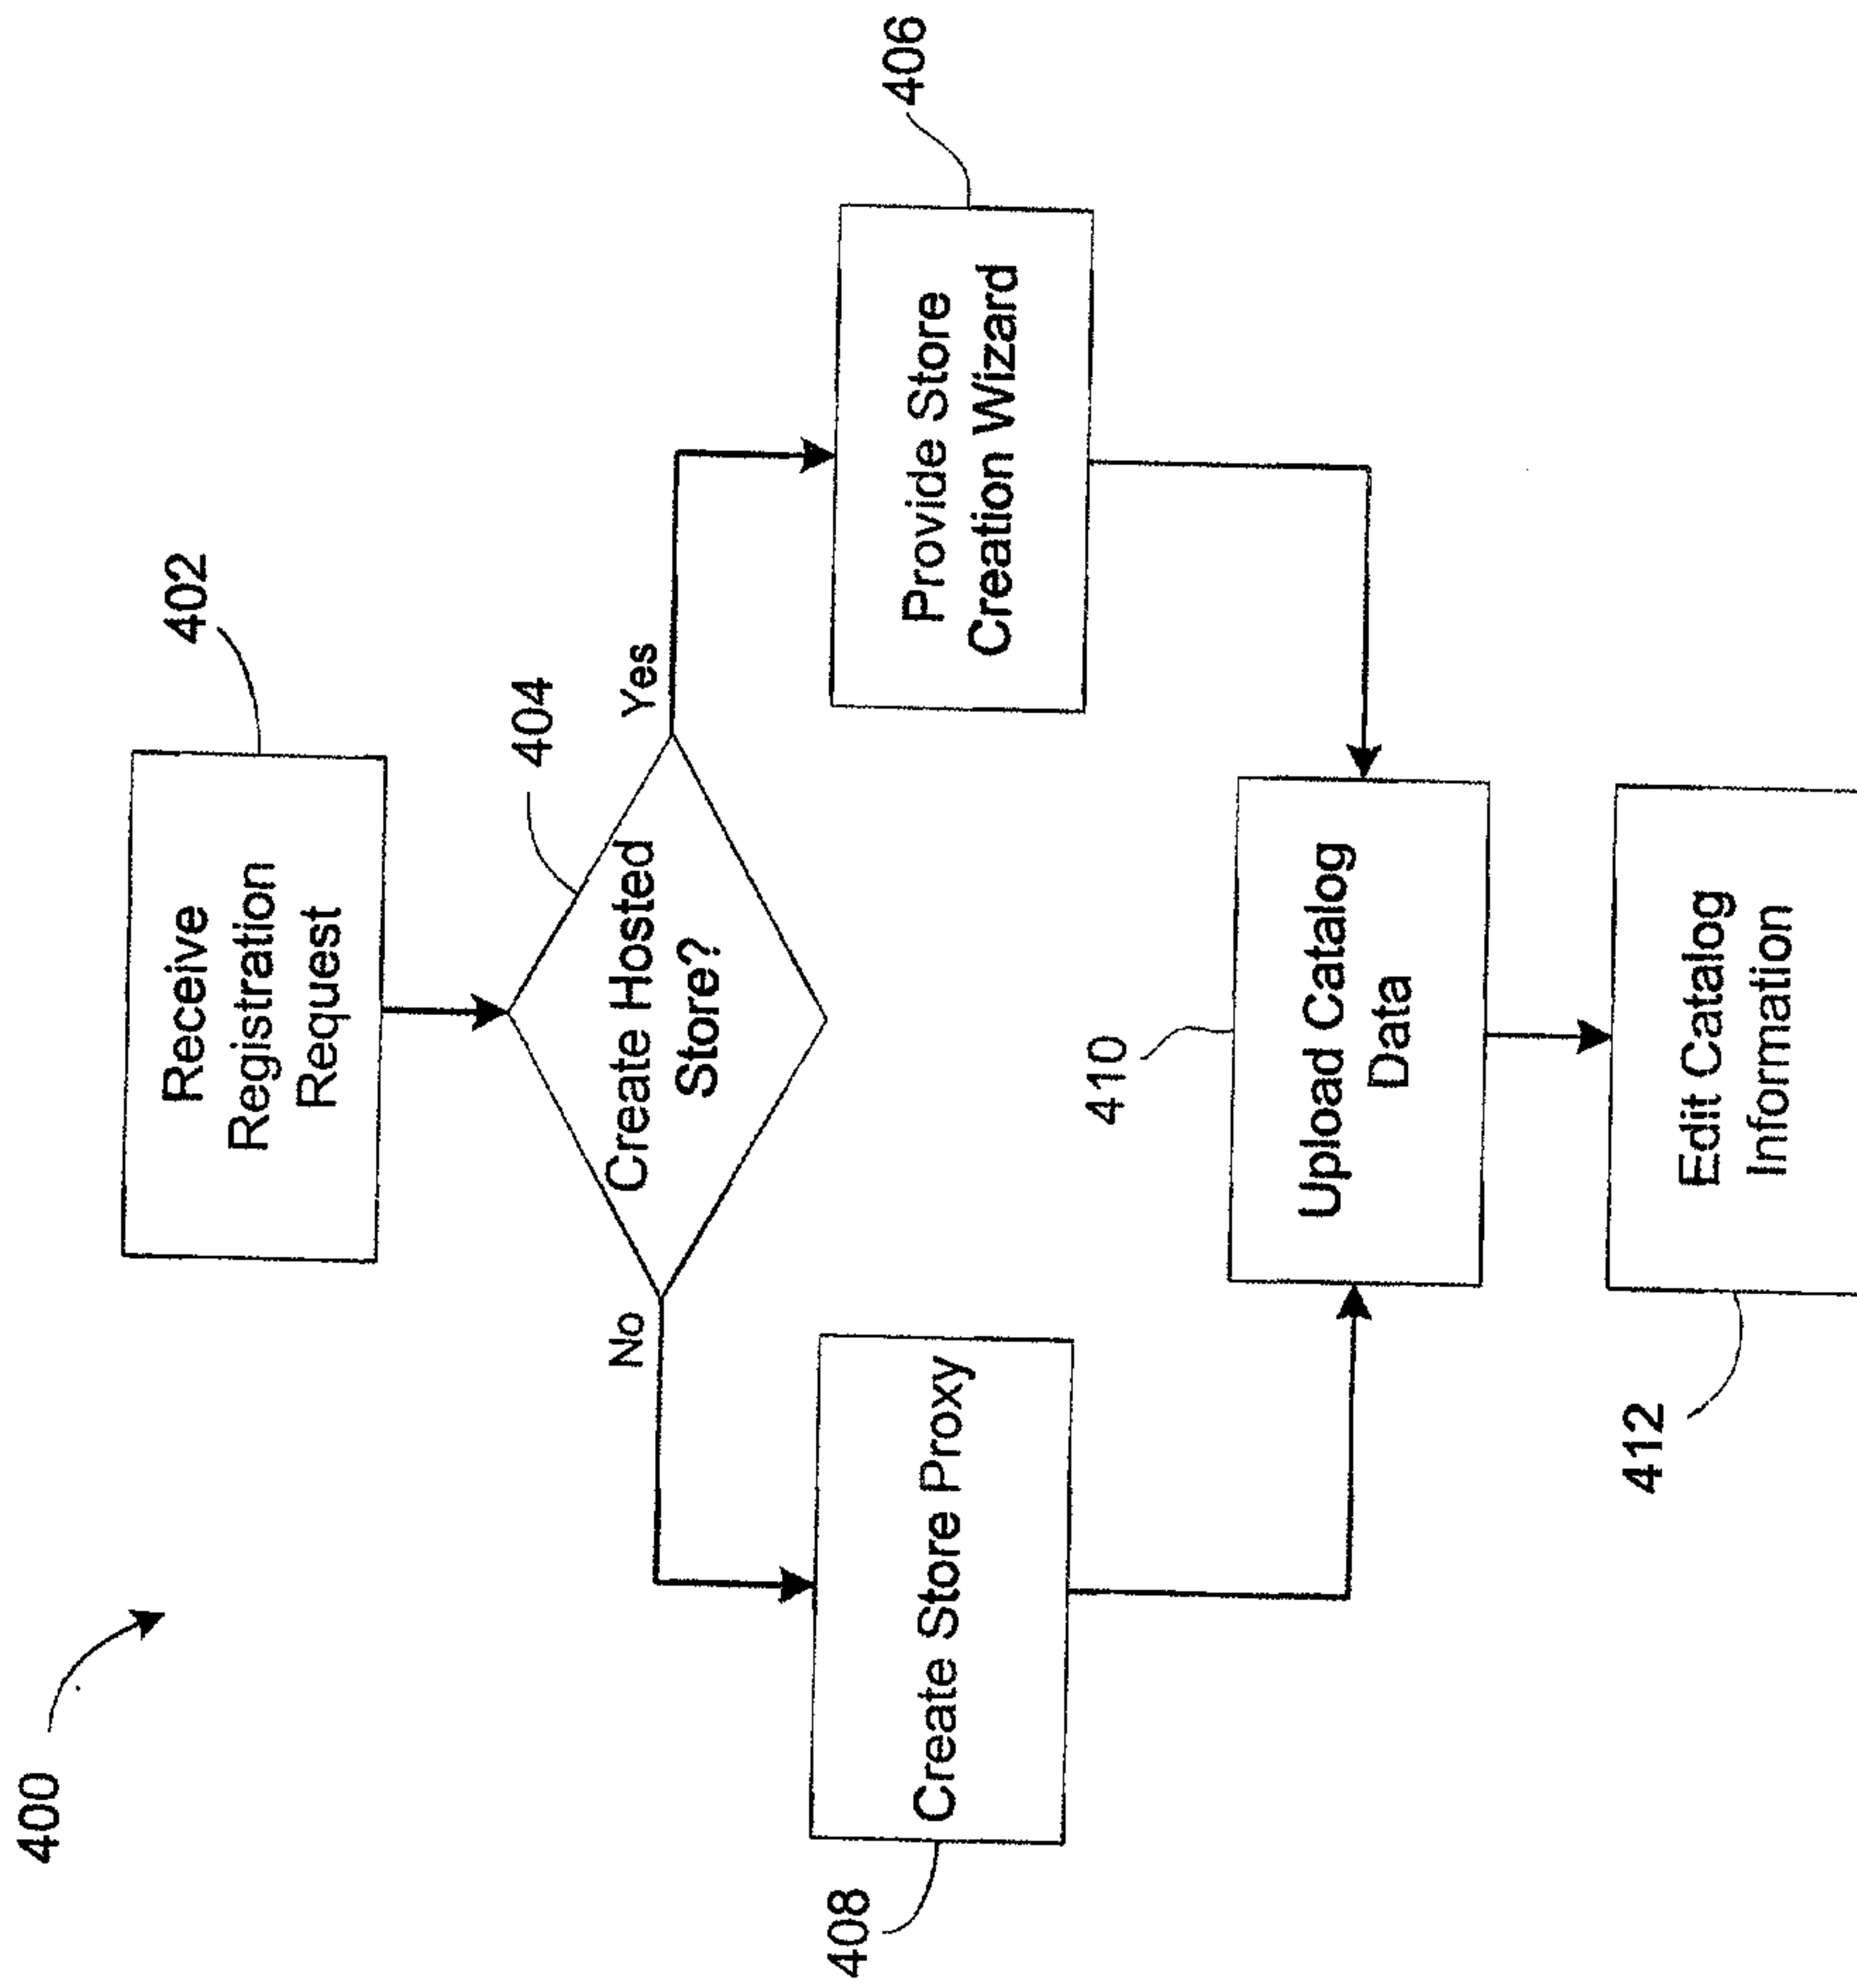 400
Receive
Registration
Request
402
404
Create Hosted
Store?
No
Yes
408
Create Store Proxy
Provide Store
Creation Wizard
406
410
Upload Catalog
Data
412
Edit Catalog
Information